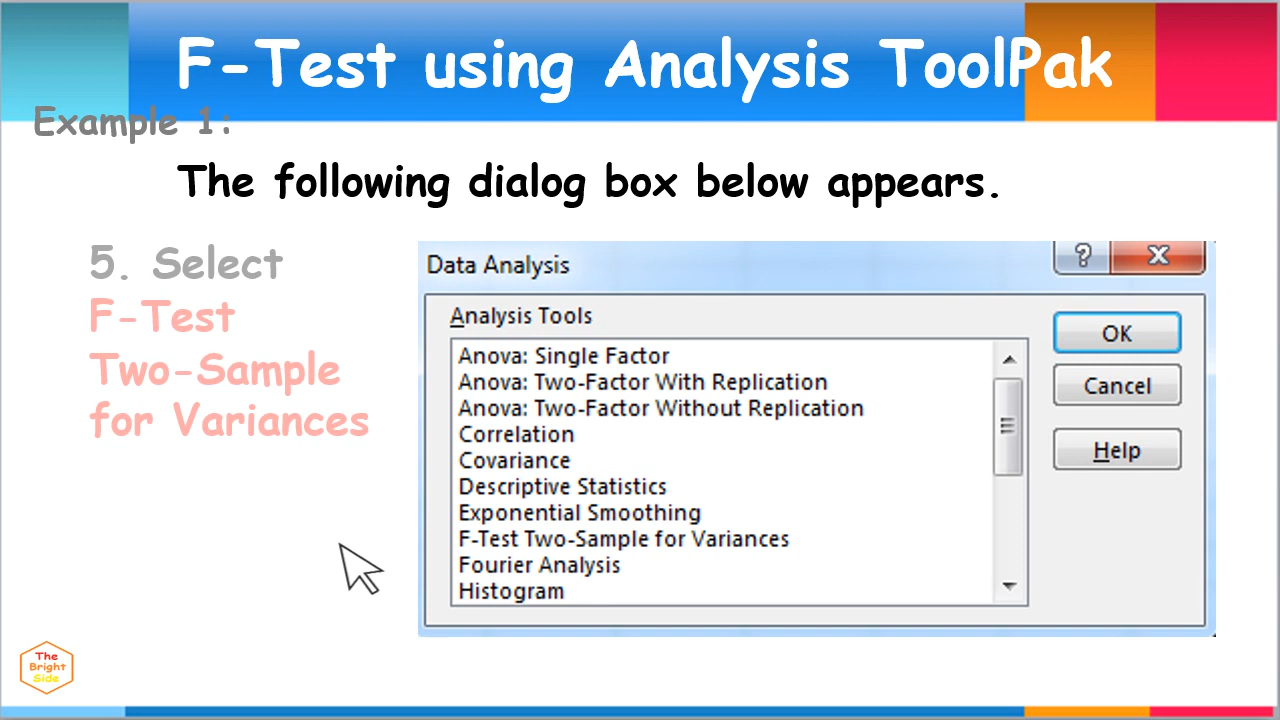 F-Test using Analysis ToolPak
Example 1:
The following dialog box below appears.
5. Select
F-Test
Two-Sample
for Variances
Data Analysis
?
X
Analysis Tools
Anova: Single Factor
Anova: Two-Factor With Replication
Anova: Two-Factor Without Replication
Correlation
Covariance
Descriptive Statistics
Exponential Smoothing
F-Test Two-Sample for Variances
Fourier Analysis
Histogram
OK
Cancel
Help
The
Bright
Side